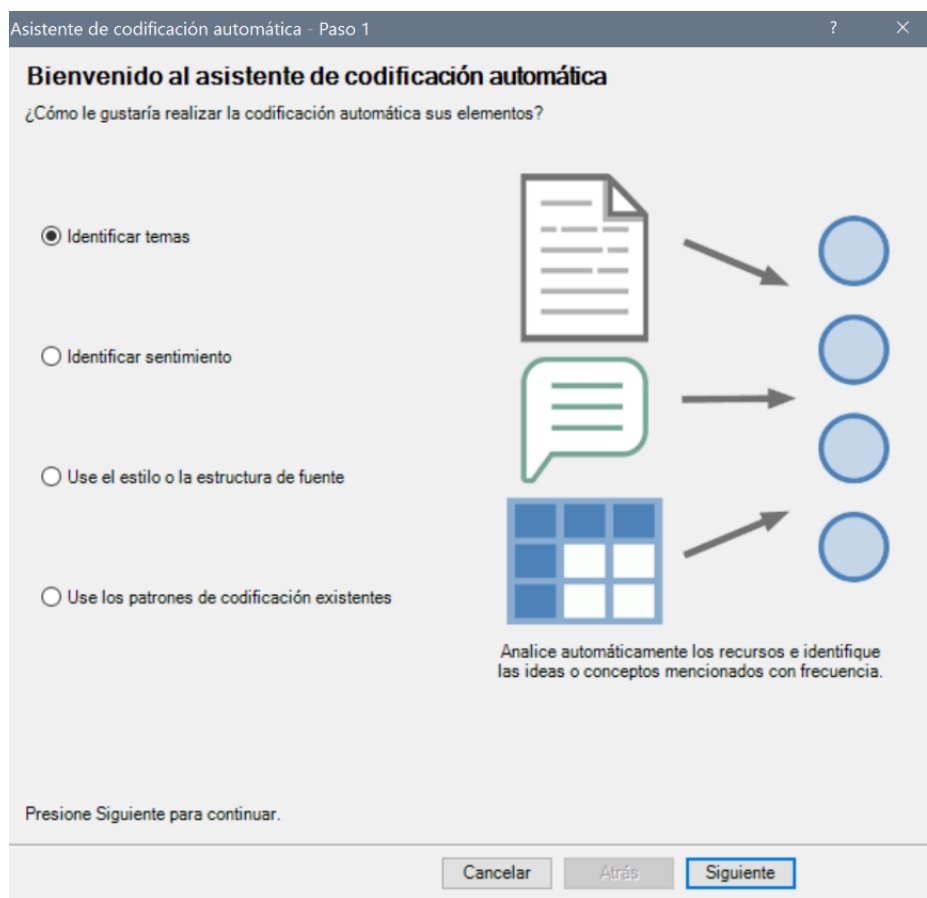 Asistente de codificación automática - Paso 1
?
×
Bienvenido al asistente de codificación automática
¿Cómo le gustaría realizar la codificación automática sus elementos?
Identificar temas
Identificar sentimiento
Use el estilo o la estructura de fuente
Use los patrones de codificación existentes
Analice automáticamente los recursos e identifique
las ideas o conceptos mencionados con frecuencia.
Presione Siguiente para continuar.
Cancelar
Atrás
Siguiente